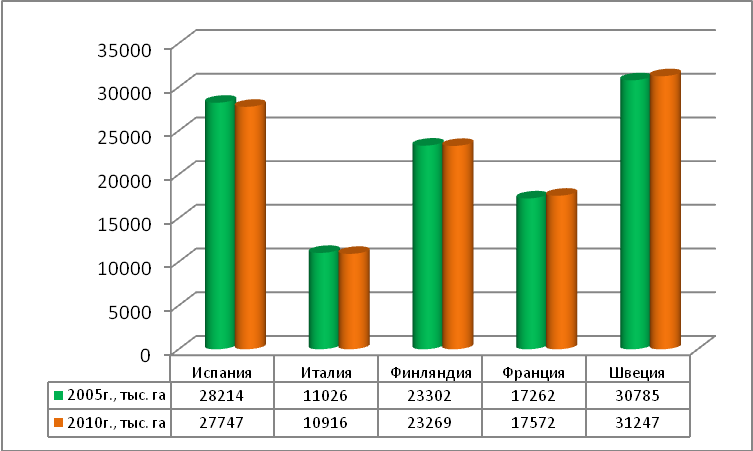 35000
30000
25000
20000
15000
10000
5000
0
Испания Италия Финляндия Франция Швеция
2005г., тыс. га 28214 11026 23302 17262 30785
2010г., тыс. га 27747 10916 23269 17572 31247